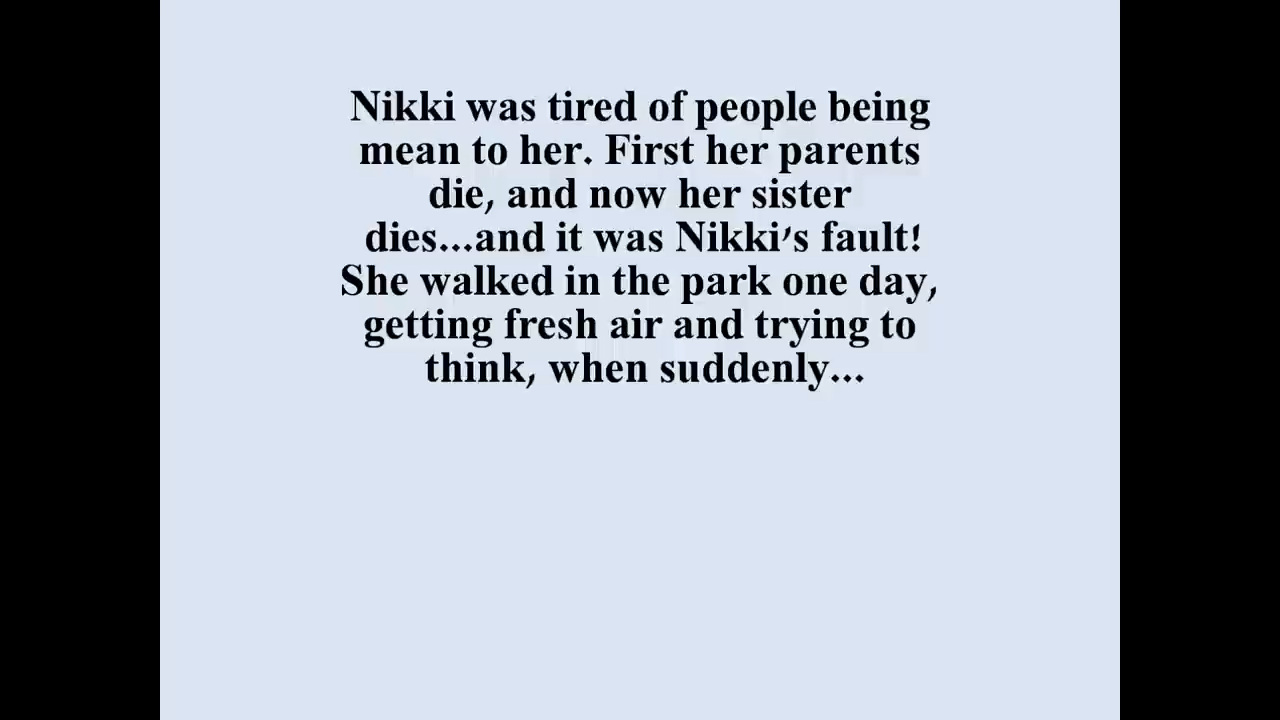 Nikki was tired of people being
mean to her. First her parents
die, and now her sister
dies...and it was Nikki's fault!
She walked in the park one day,
getting fresh air and trying to
think, when suddenly...